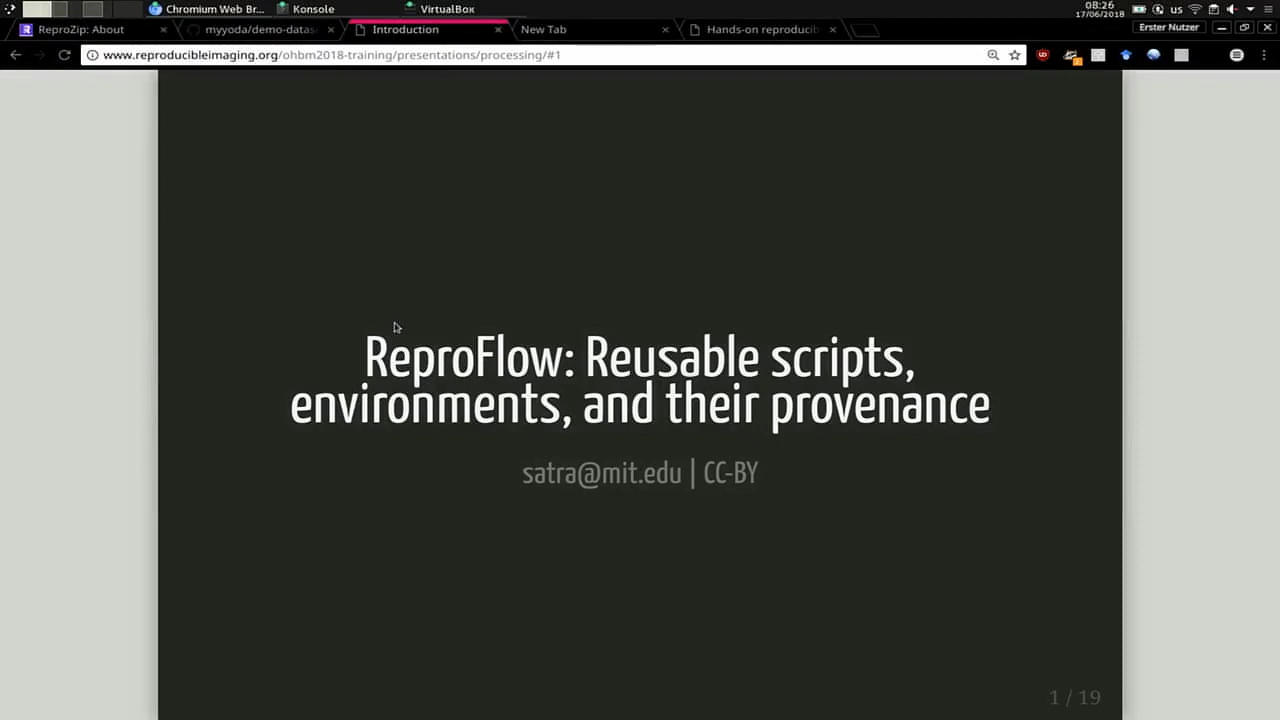 Chromium Web Br...
Konsole
VirtualBox
us
08:26
17/06/2018
ReproZip: About
myyoda/demo-datas
Introduction
New Tab
Hands-on reproducib
Erster Nutzer
www.reproducibleimaging.org/ohbm2018-training/presentations/processing/#1
ReproFlow: Reusable scripts,
environments, and their provenance
satra@mit.edu | CC-BY
1 / 19